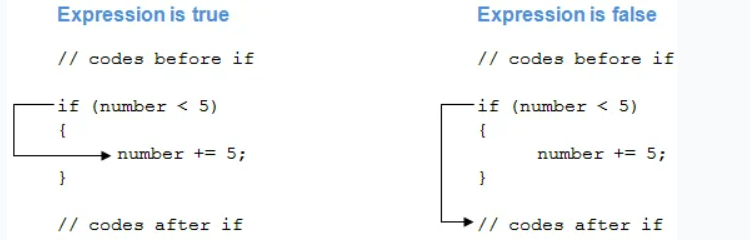 Expression is true
// codes before if
if (number < 5)
{
number += 5;
}
// codes after if
Expression is false
// codes before if
if (number < 5)
{
number += 5;
}
// codes after if